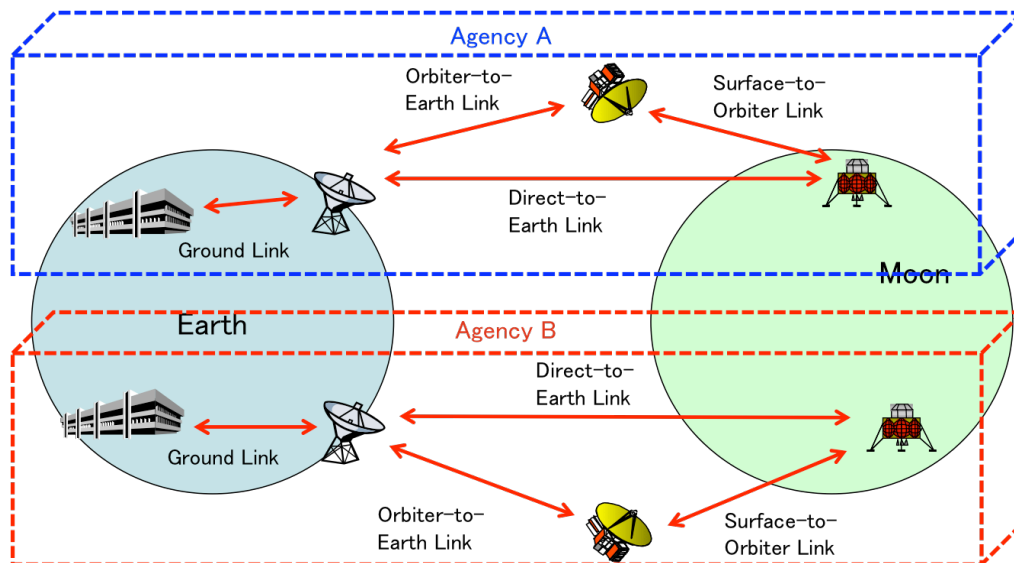 Agency A
Orbiter-to-
Earth Link
Surface-to-
Orbiter Link
Direct-to-
Earth Link
Ground Link
Moon
Earth
Agency B
Direct-to-
Earth Link
Ground Link
Orbiter-to-
Earth Link
Surface-to-
Orbiter Link